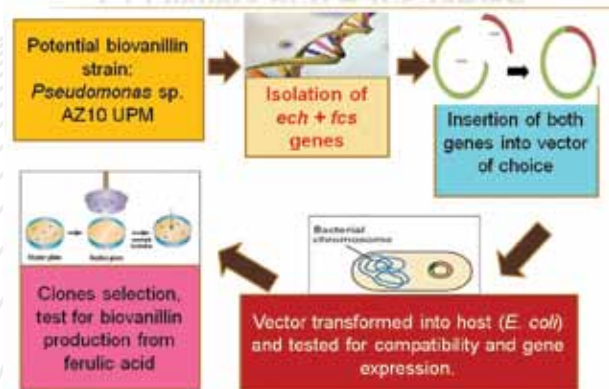 Potential biovanillin
strain:
Pseudomonas sp.
AZ10 UPM
Isolation of
ech + fcs
genes
Insertion of both
genes into vector
of choice
Bacterial
chromosome
Vector transformed into host (E. coli)
and tested for compatibility and gene
expression.
Clones selection,
test for biovanillin
production from
ferulic acid